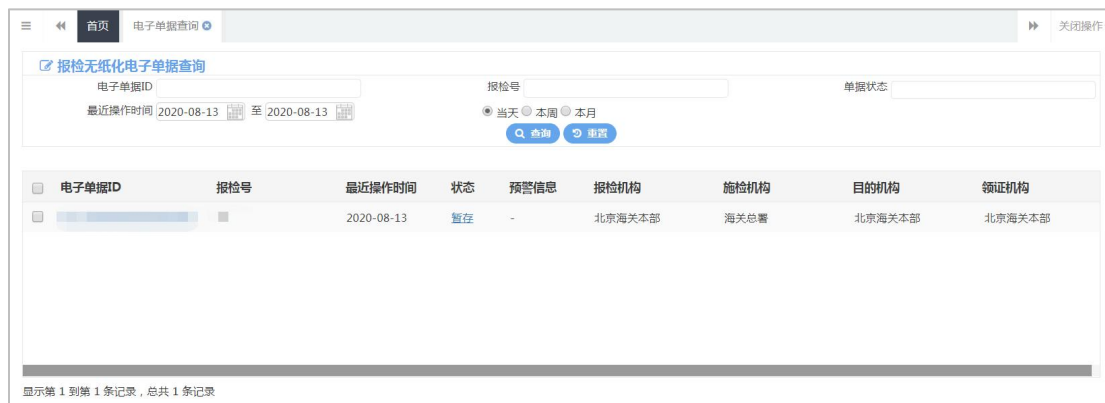 首页 电子单据查询 关闭操作
报检无纸化电子单据查询
电子单据ID 报检号 单据状态
最近操作时间 2020-08-13 至 2020-08-13 当天 本周 本月
查询 重置
电子单据ID 报检号 最近操作时间 状态 预警信息 报检机构 施检机构 目的机构 领证机构
2020-08-13 暂存 - 北京海关本部 海关总署 北京海关本部 北京海关本部
显示第 1 到第 1 条记录，总共 1 条记录